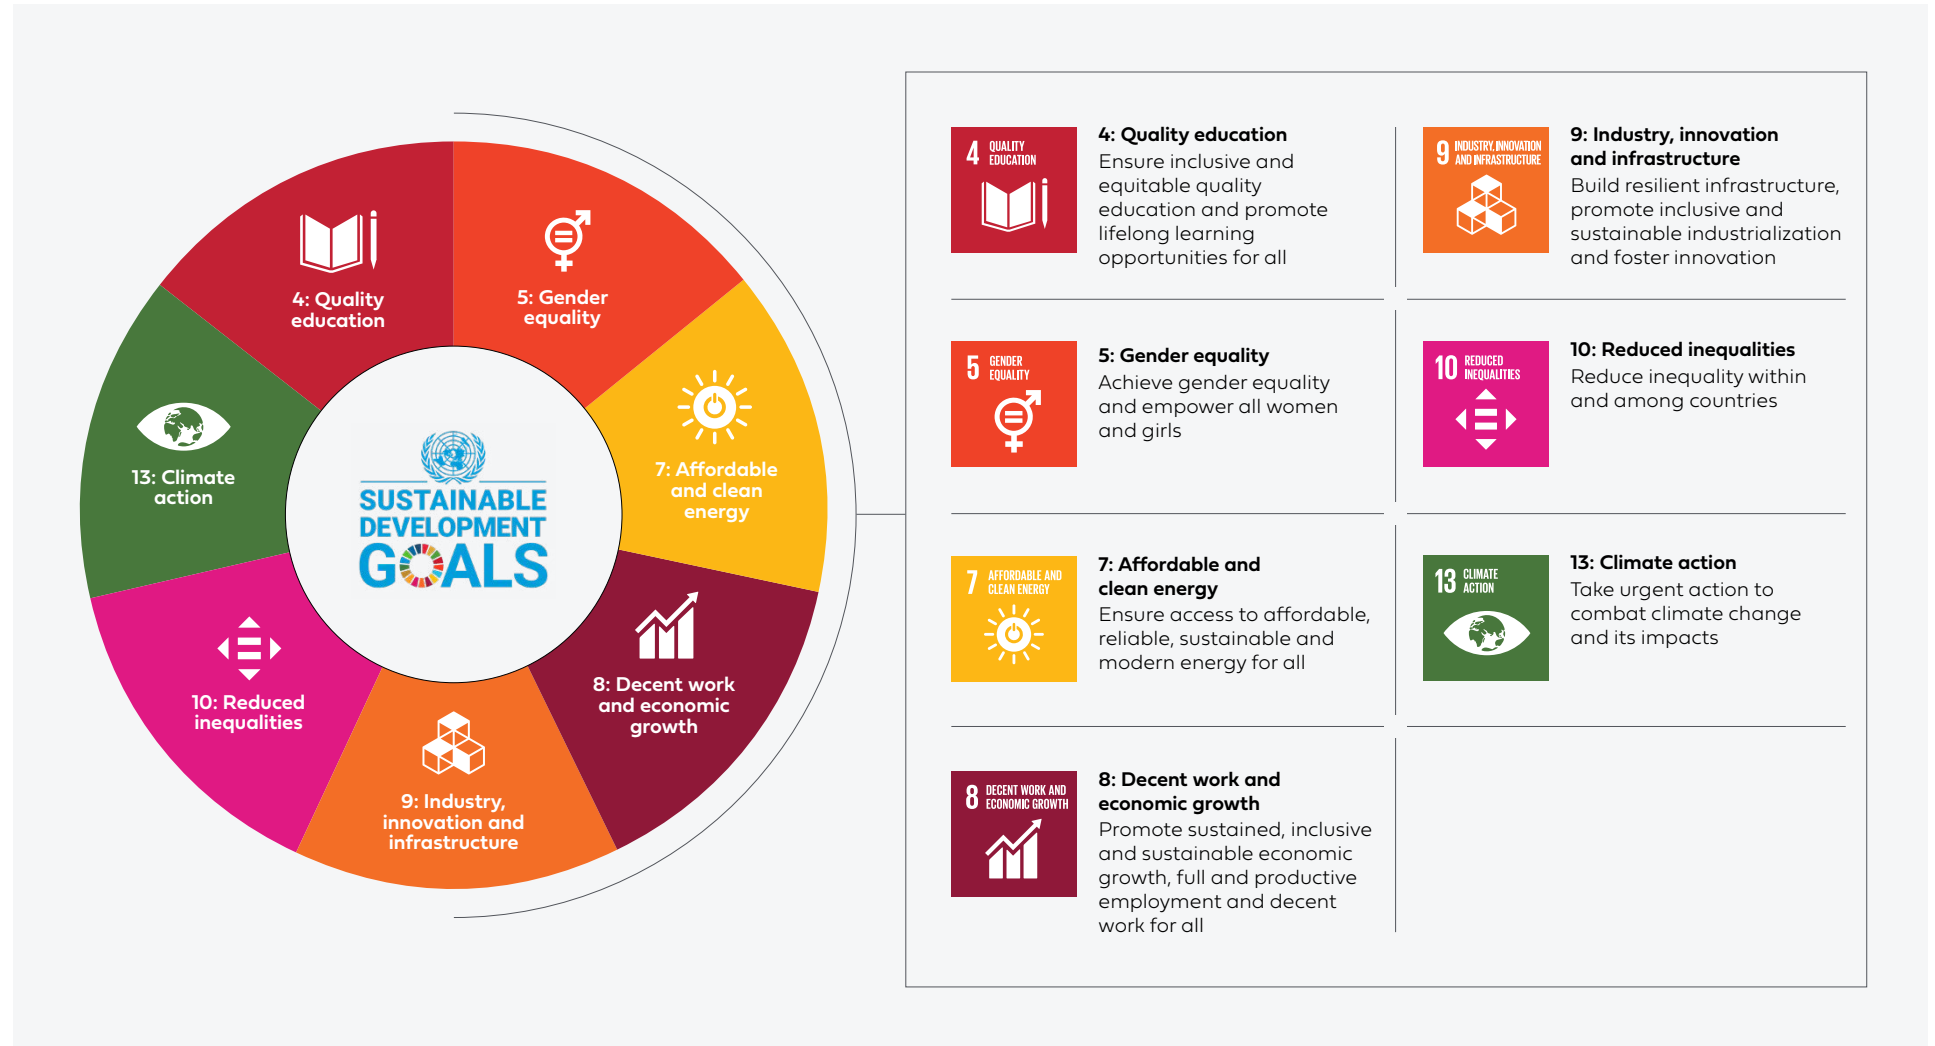 4: Quality
education
5: Gender
equality
7: Affordable
and clean
energy
8: Decent work
and economic
growth
9: Industry,
innovation and
infrastructure
10: Reduced
inequalities
13: Climate
action
SUSTAINABLE
DEVELOPMENT
GOALS
4 QUALITY
EDUCATION
4: Quality education
Ensure inclusive and
equitable quality
education and promote
lifelong learning
opportunities for all
5 GENDER
EQUALITY
5: Gender equality
Achieve gender equality
and empower all women
and girls
7 AFFORDABLE AND
CLEAN ENERGY
7: Affordable and
clean energy
Ensure access to affordable,
reliable, sustainable and
modern energy for all
8 DECENT WORK AND
ECONOMIC GROWTH
8: Decent work and
economic growth
Promote sustained, inclusive
and sustainable economic
growth, full and productive
employment and decent
work for all
9 INDUSTRY, INNOVATION
AND INFRASTRUCTURE
9: Industry, innovation
and infrastructure
Build resilient infrastructure,
promote inclusive and
sustainable industrialization
and foster innovation
10 REDUCED
INEQUALITIES
10: Reduced inequalities
Reduce inequality within
and among countries
13 CLIMATE
ACTION
13: Climate action
Take urgent action to
combat climate change
and its impacts